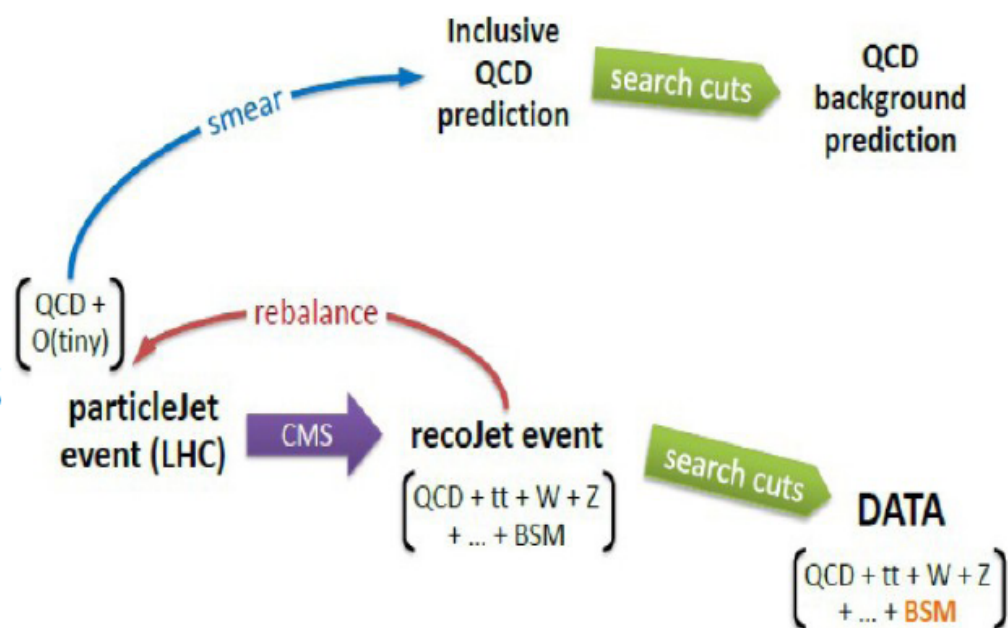 Inclusive
QCD
prediction
search cuts
QCD
background
prediction
smear
QCD +
O(tiny)
rebalance
particleJet
event (LHC)
CMS
recoJet event
QCD + tt + W + Z
+ ... + BSM
search cuts
DATA
QCD + tt + W + Z
+ ... + BSM